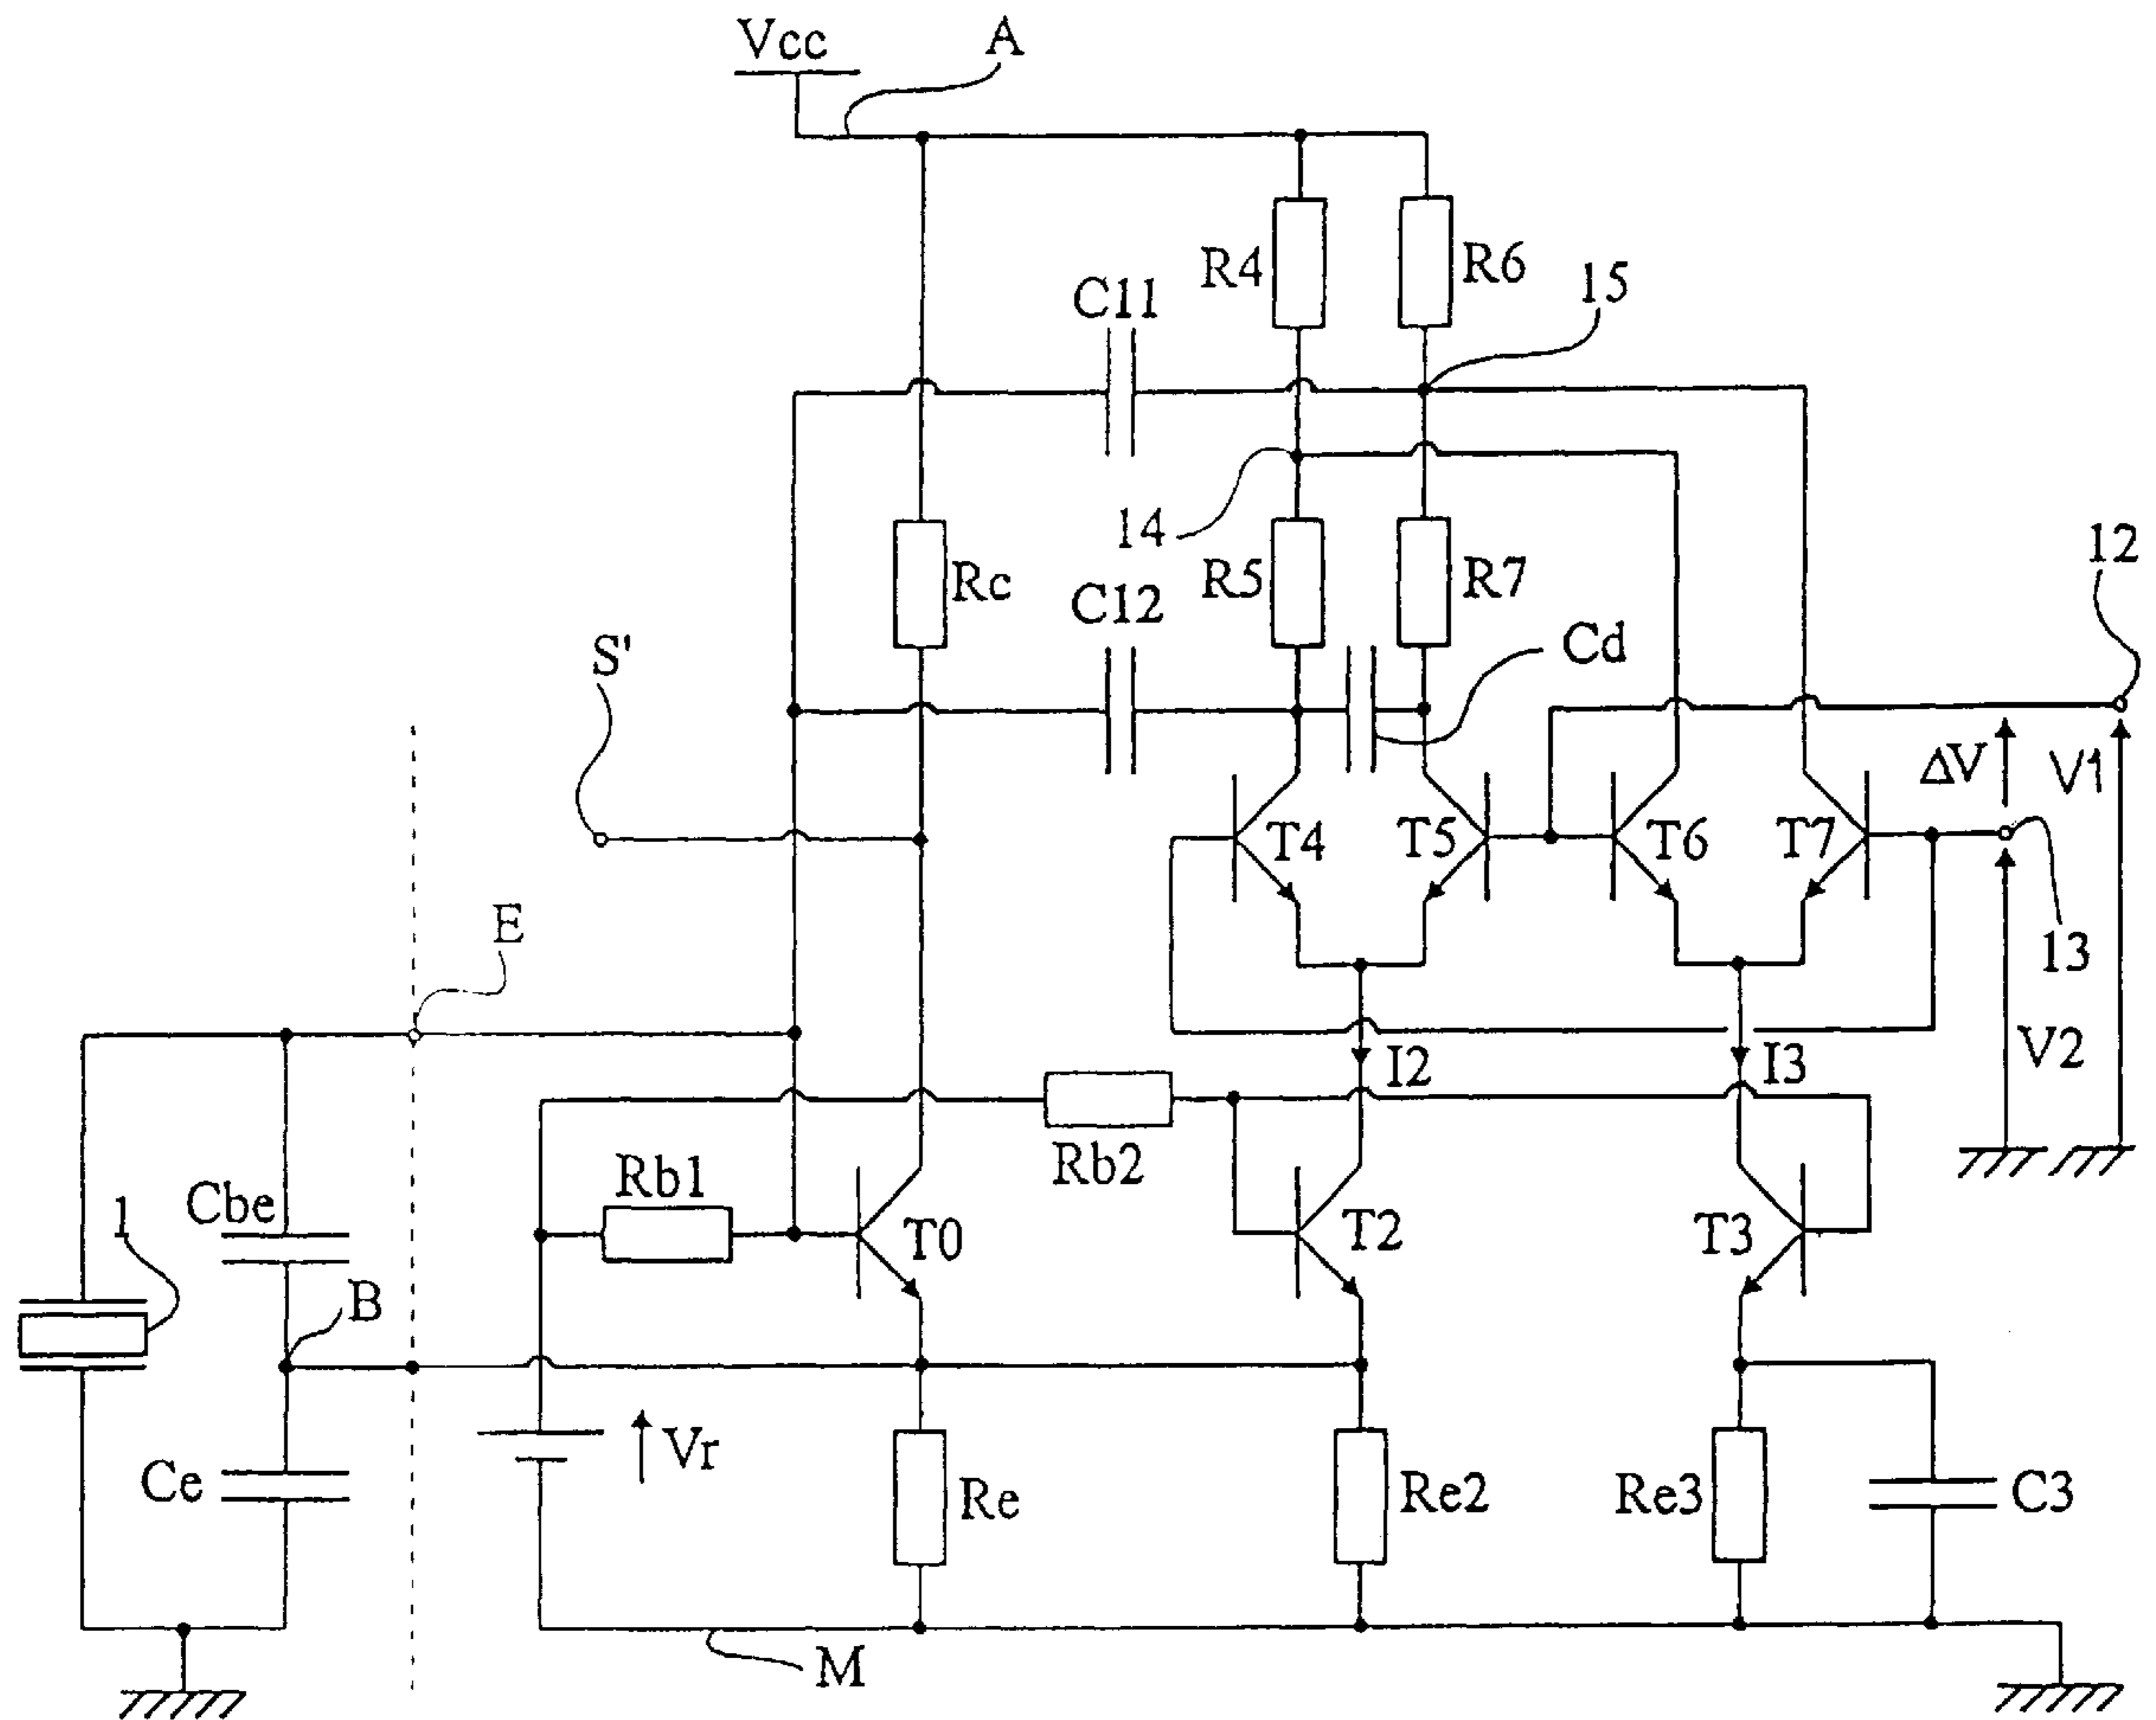 Vcc
A
R4
R6
15
C11
14
12
Rc
R5
R7
C12
Cd
S'
ΔV
V1
T4
T5
T6
T7
E
13
I2
I3
V2
Rb2
Rb1
Cbe
1
T0
T2
T3
B
Vr
Ce
Re
Re2
Re3
C3
M